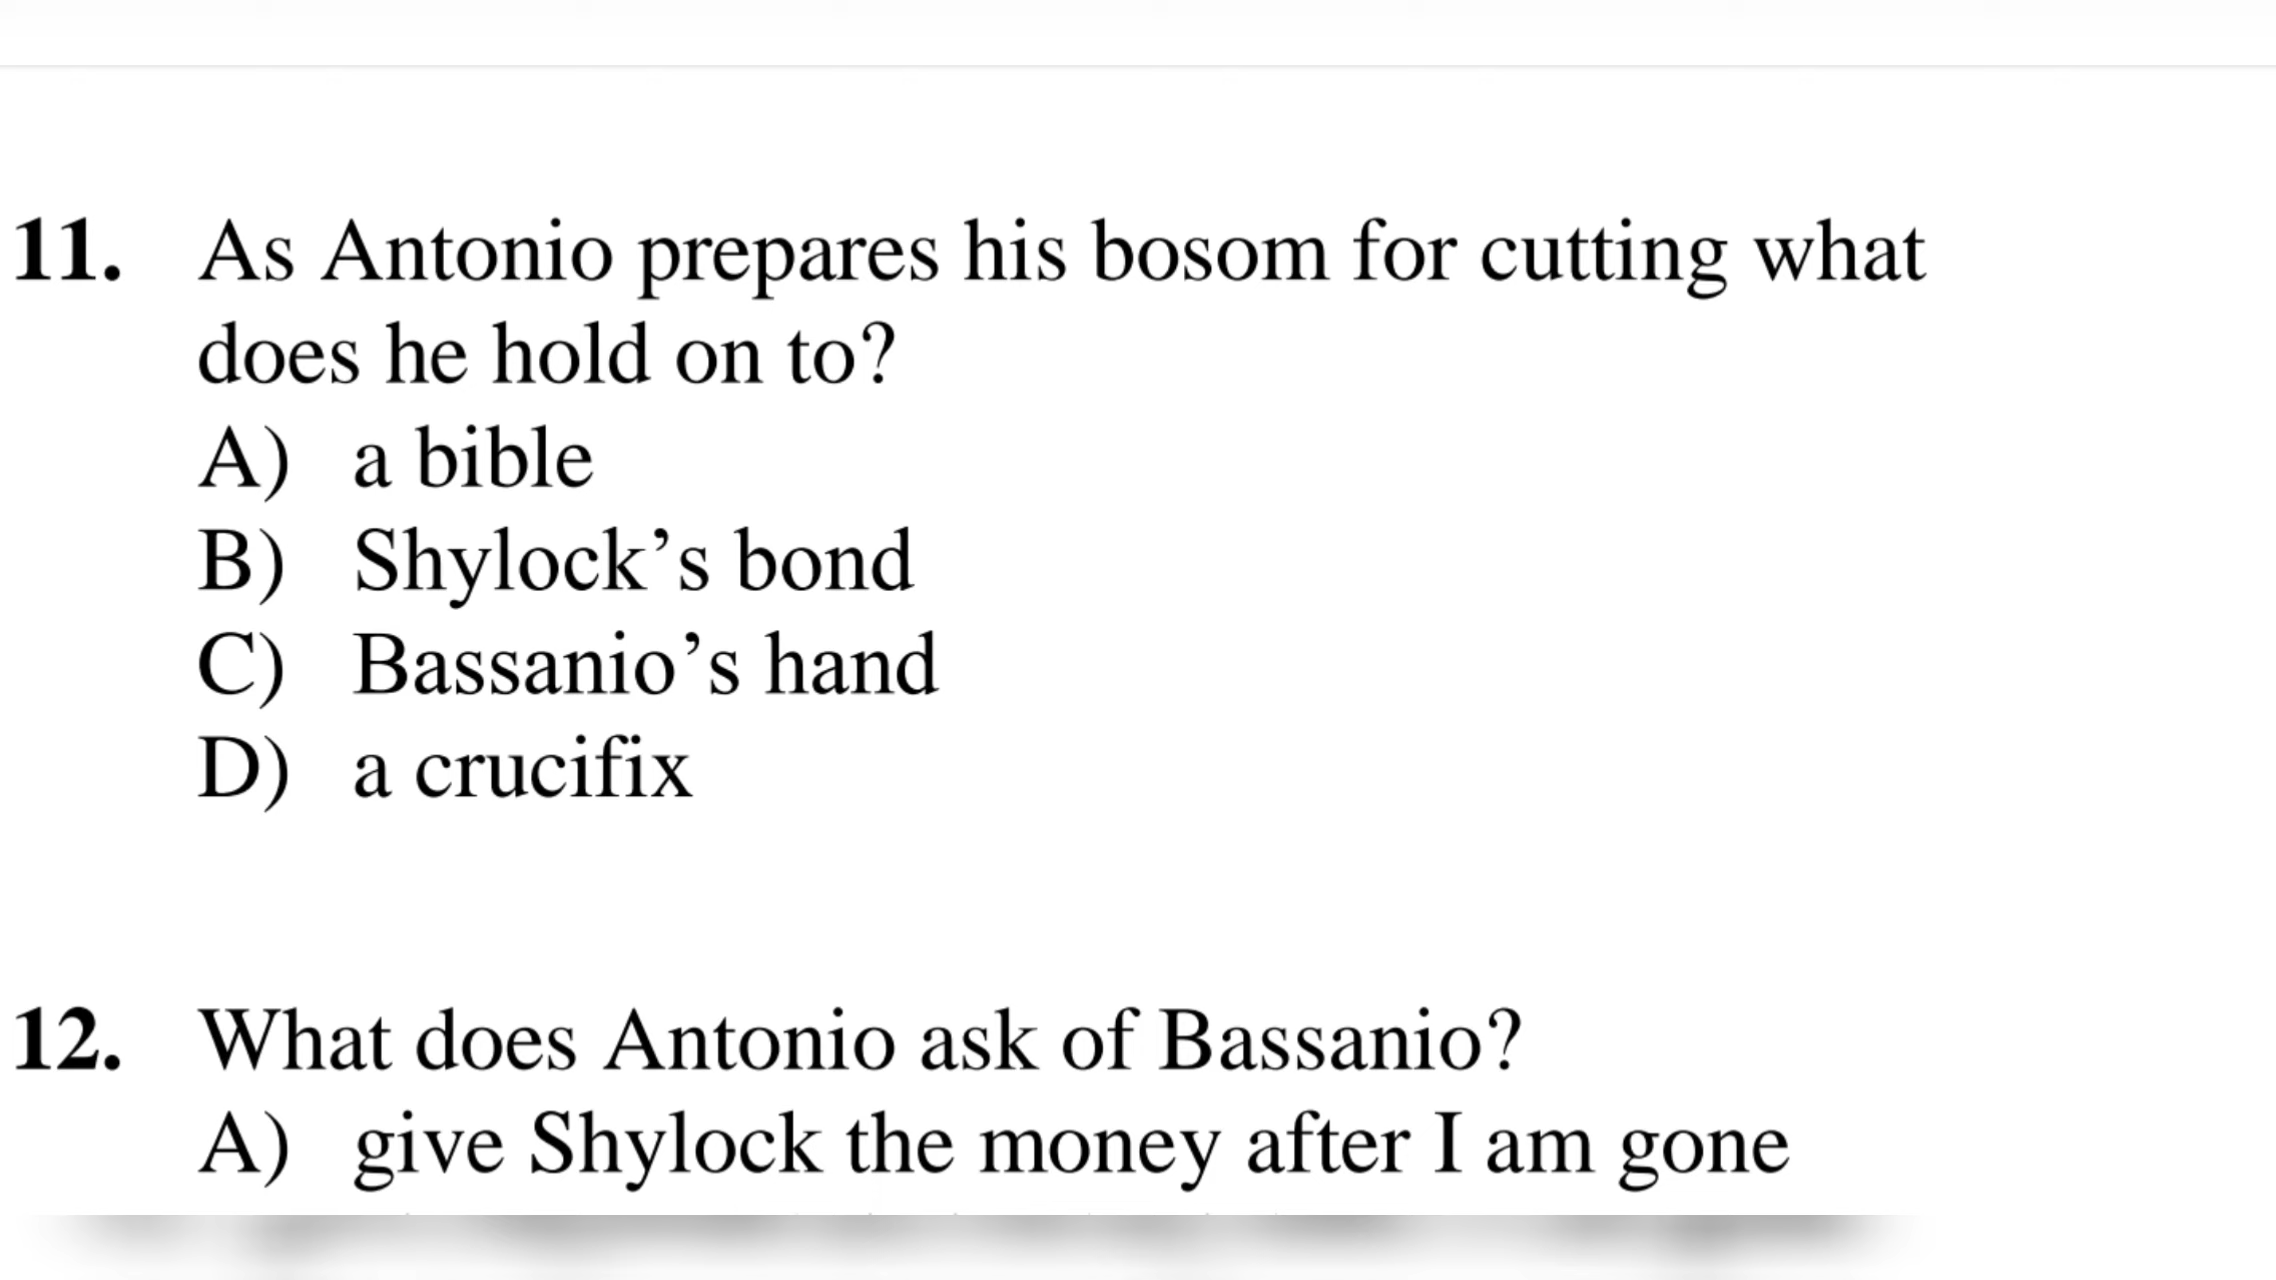 11. As Antonio prepares his bosom for cutting what
does he hold on to?
A) a bible
B) Shylock’s bond
C) Bassanio’s hand
D) a crucifix
12. What does Antonio ask of Bassanio?
A) give Shylock the money after I am gone